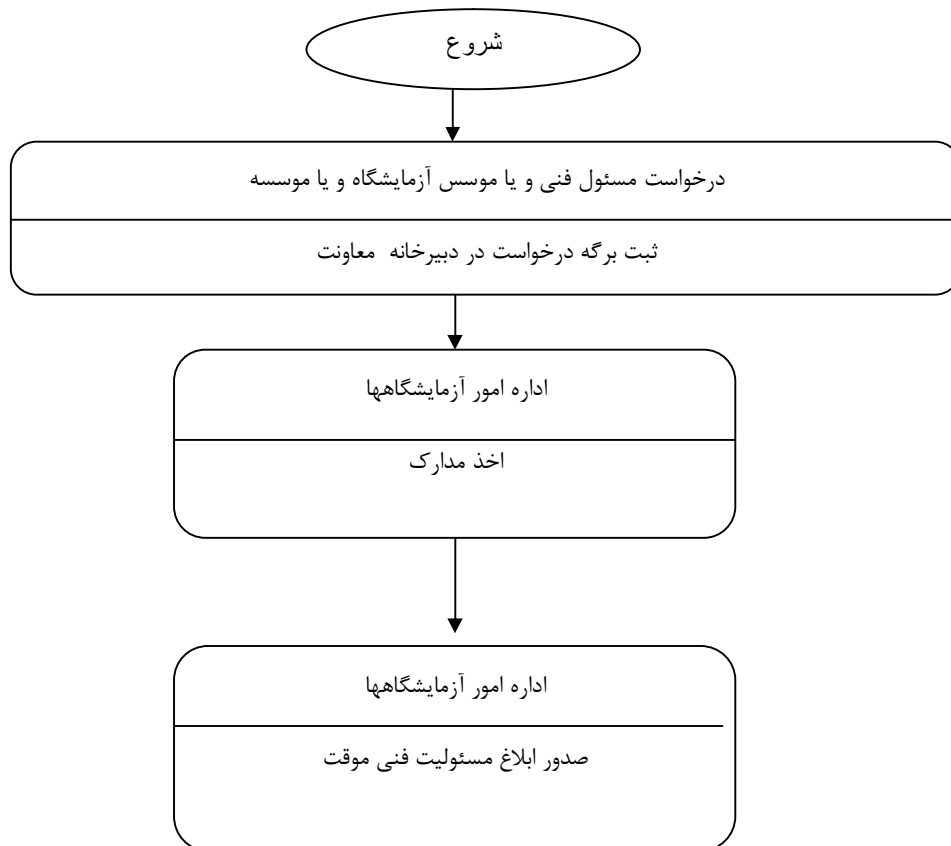 شروع
درخواست مسئول فنی و یا موسس آزمایشگاه و یا موسسه
ثبت برگه درخواست در دبیرخانه معاونت
اداره امور آزمایشگاهها
اخذ مدارک
اداره امور آزمایشگاهها
صدور ابلاغ مسئولیت فنی موقت